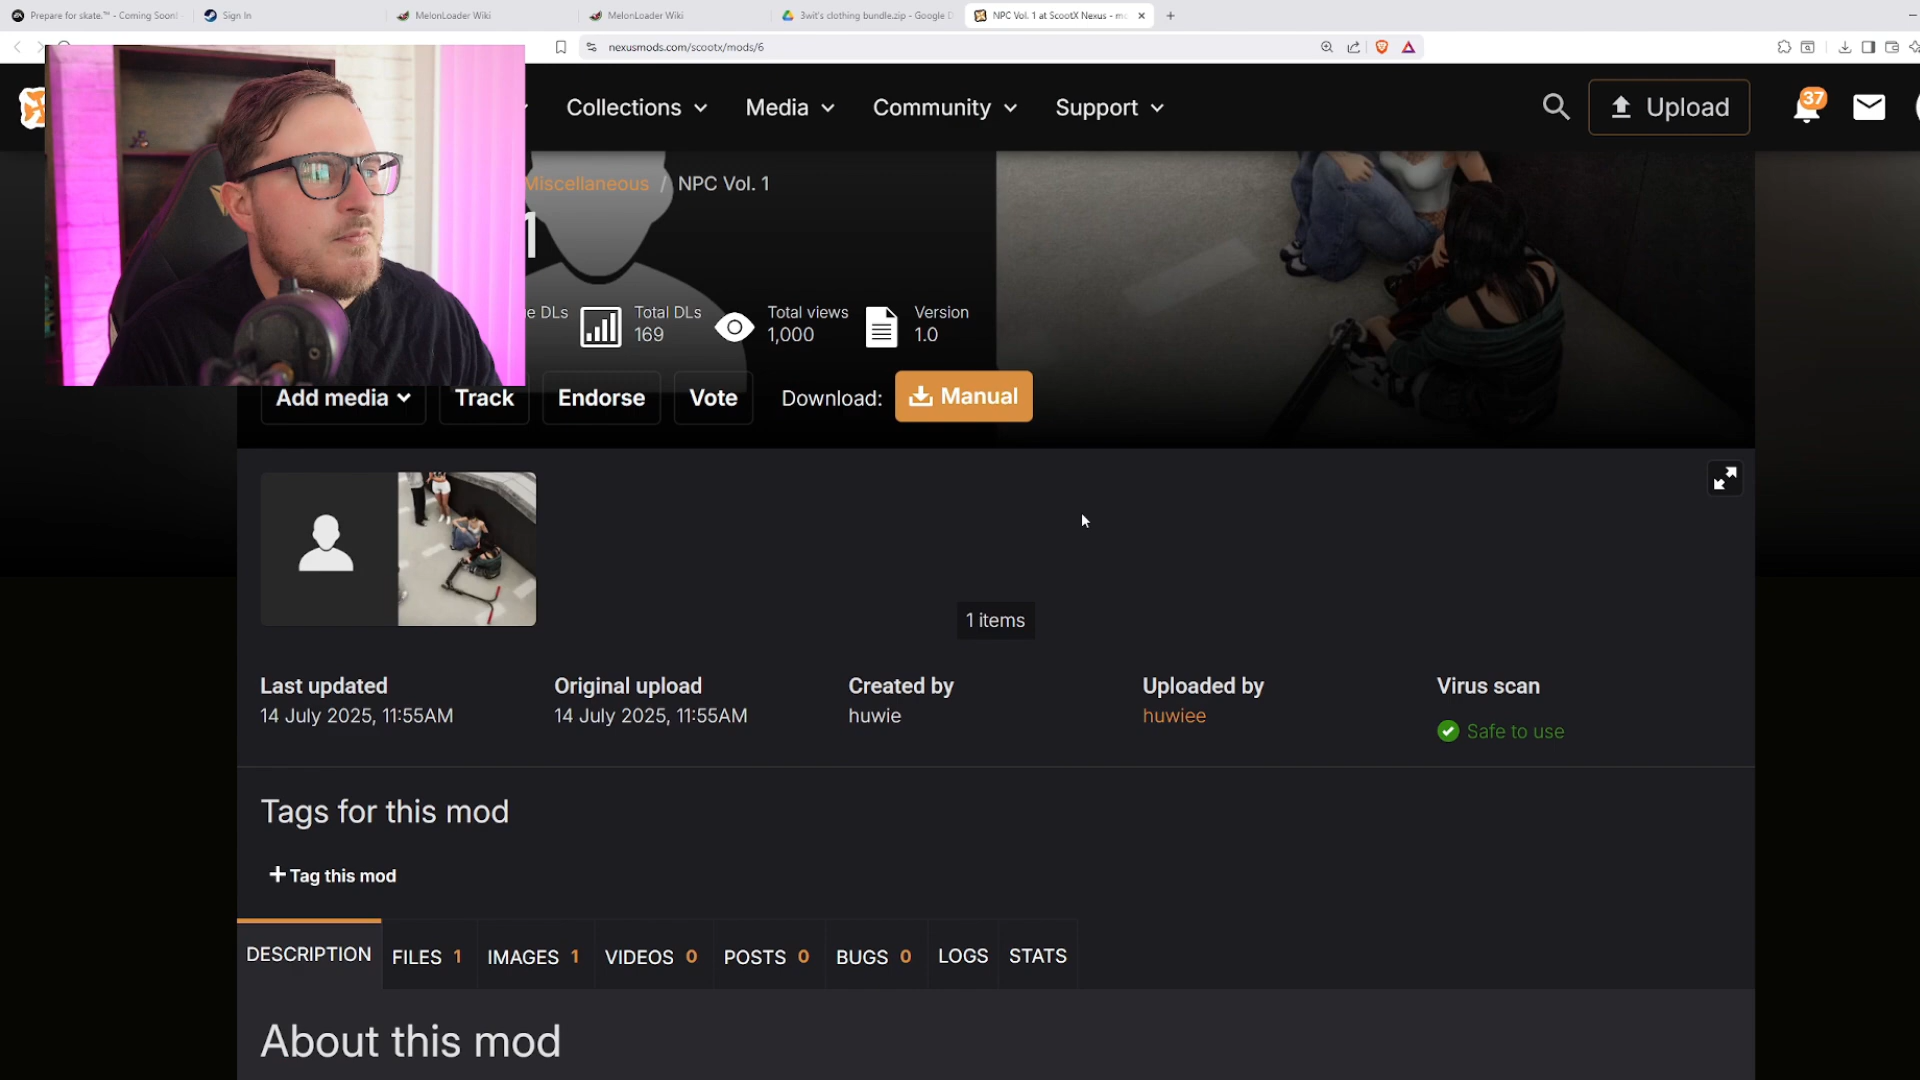 Prepare for skate.™ - Coming Soon!
Sign In
MelonLoader Wiki
MelonLoader Wiki
3wit's clothing bundle.zip - Google D
NPC Vol. 1 at ScootX Nexus - mo
nexusmods.com/scootx/mods/6
Collections
Media
Community
Support
Upload
37
Miscellaneous / NPC Vol. 1
1
e DLs
Total DLs
169
Total views
1,000
Version
1.0
Add media
Track
Endorse
Vote
Download:
Manual
1 items
Last updated
14 July 2025, 11:55AM
Original upload
14 July 2025, 11:55AM
Created by
huwie
Uploaded by
huwiee
Virus scan
Safe to use
Tags for this mod
+ Tag this mod
DESCRIPTION
FILES 1
IMAGES 1
VIDEOS 0
POSTS 0
BUGS 0
LOGS
STATS
About this mod